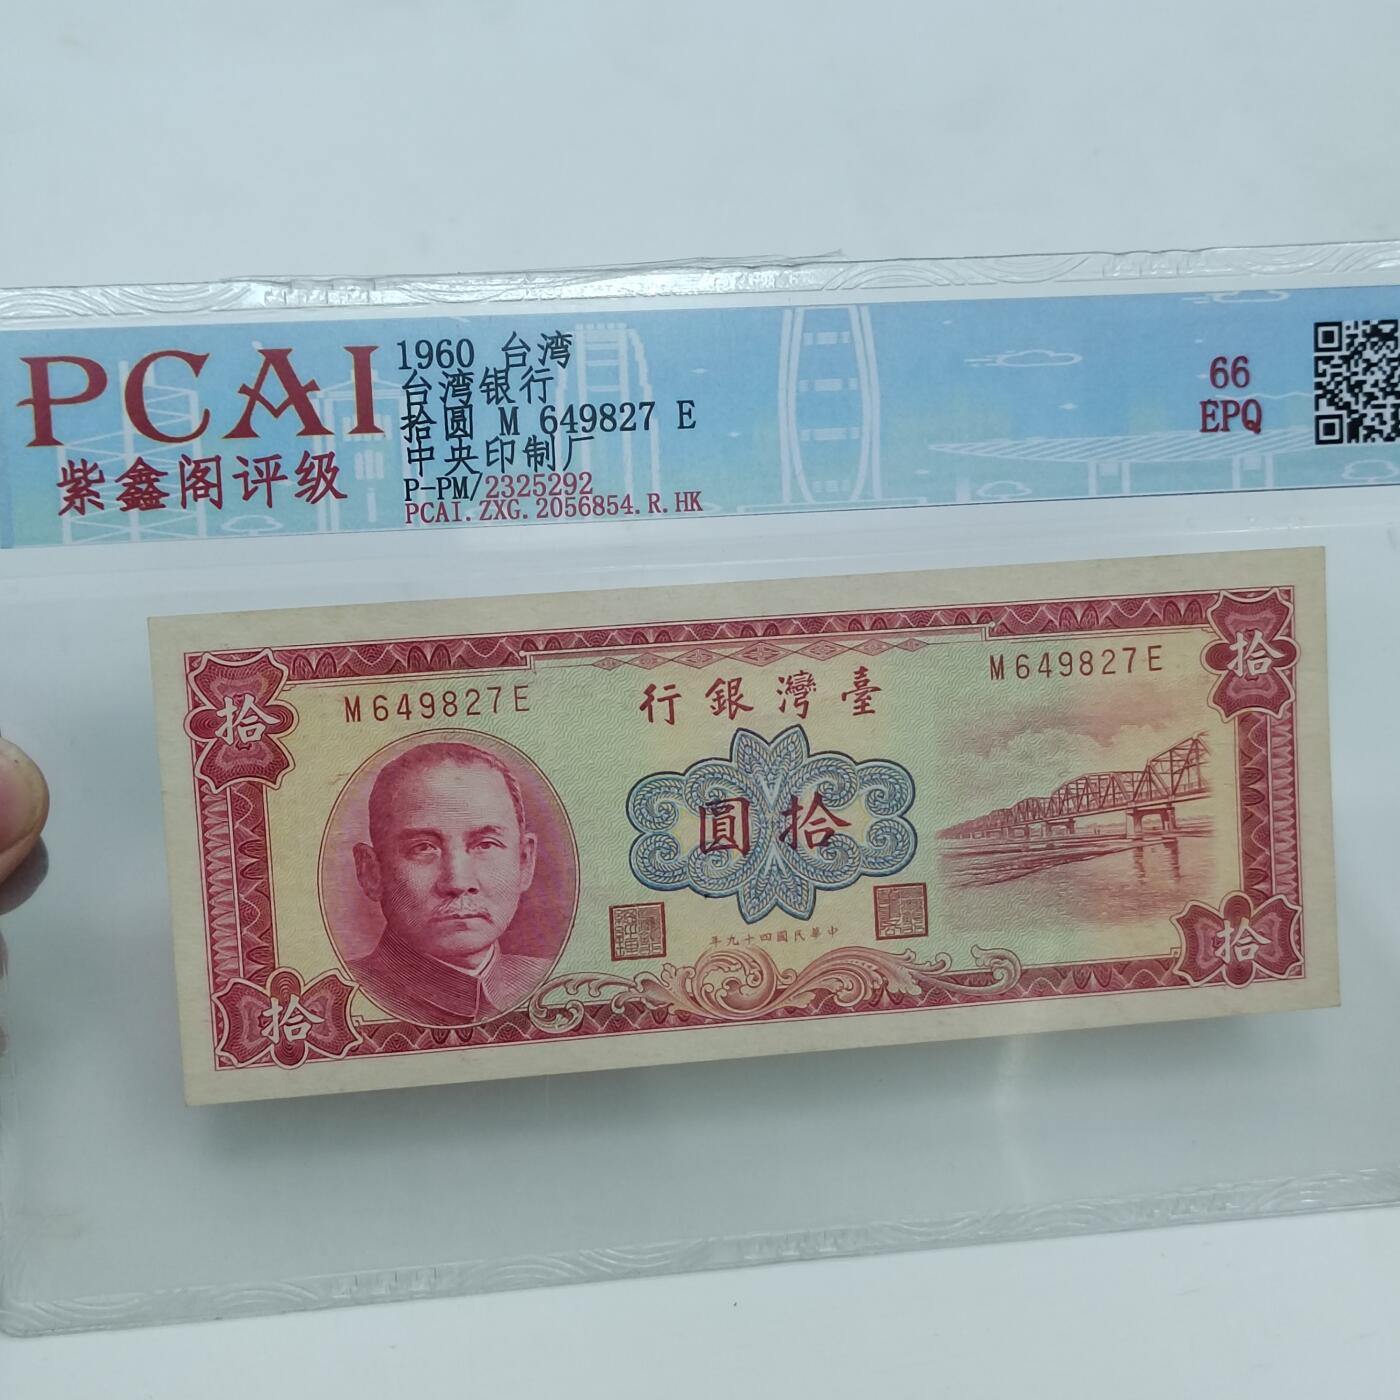 PCAI
紫鑫阁评级
1960 台湾
台湾银行
拾圆 M 649827 E
中央印制厂
P-PM/2325292
PCAI.ZXG.2056854.R.HK
66
EPQ
拾
拾
M649827E
行銀灣臺
M649827E
圓拾
年九十四國民華中
拾
拾